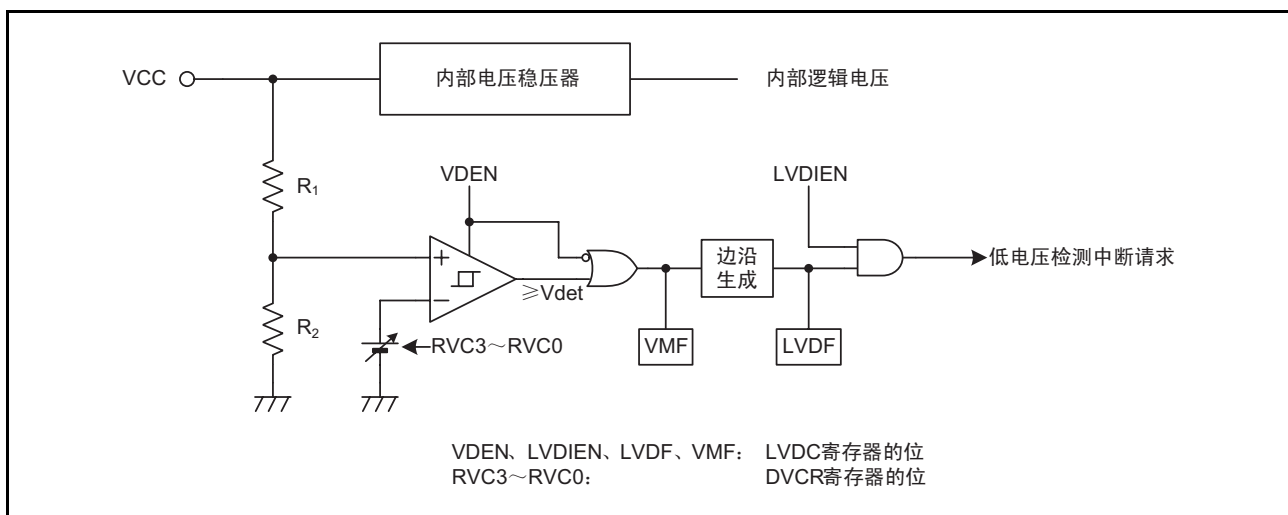 VCC
内部电压稳压器
内部逻辑电压
R₁
VDEN
LVDIEN
+
−
≥Vdet
边沿
生成
低电压检测中断请求
R₂
RVC3～RVC0
VMF
LVDF
VDEN、LVDIEN、LVDF、VMF： LVDC寄存器的位
RVC3～RVC0： DVCR寄存器的位